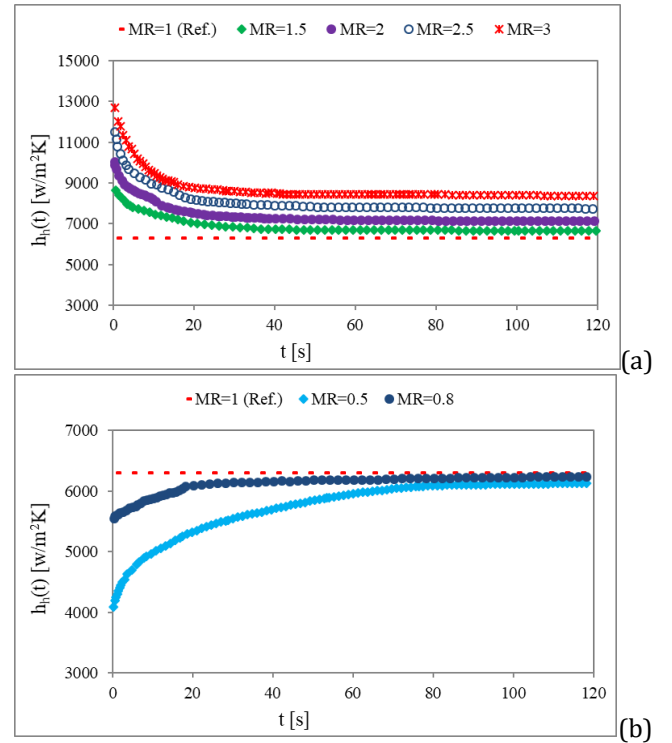 MR=1 (Ref.) MR=1.5 MR=2 MR=2.5 MR=3
15000
13000
11000
9000
7000
5000
3000
hₕ(t) [w/m²K]
0 20 40 60 80 100 120
t [s]
(a)
MR=1 (Ref.) MR=0.5 MR=0.8
7000
6000
5000
4000
3000
hₕ(t) [w/m²K]
0 20 40 60 80 100 120
t [s]
(b)